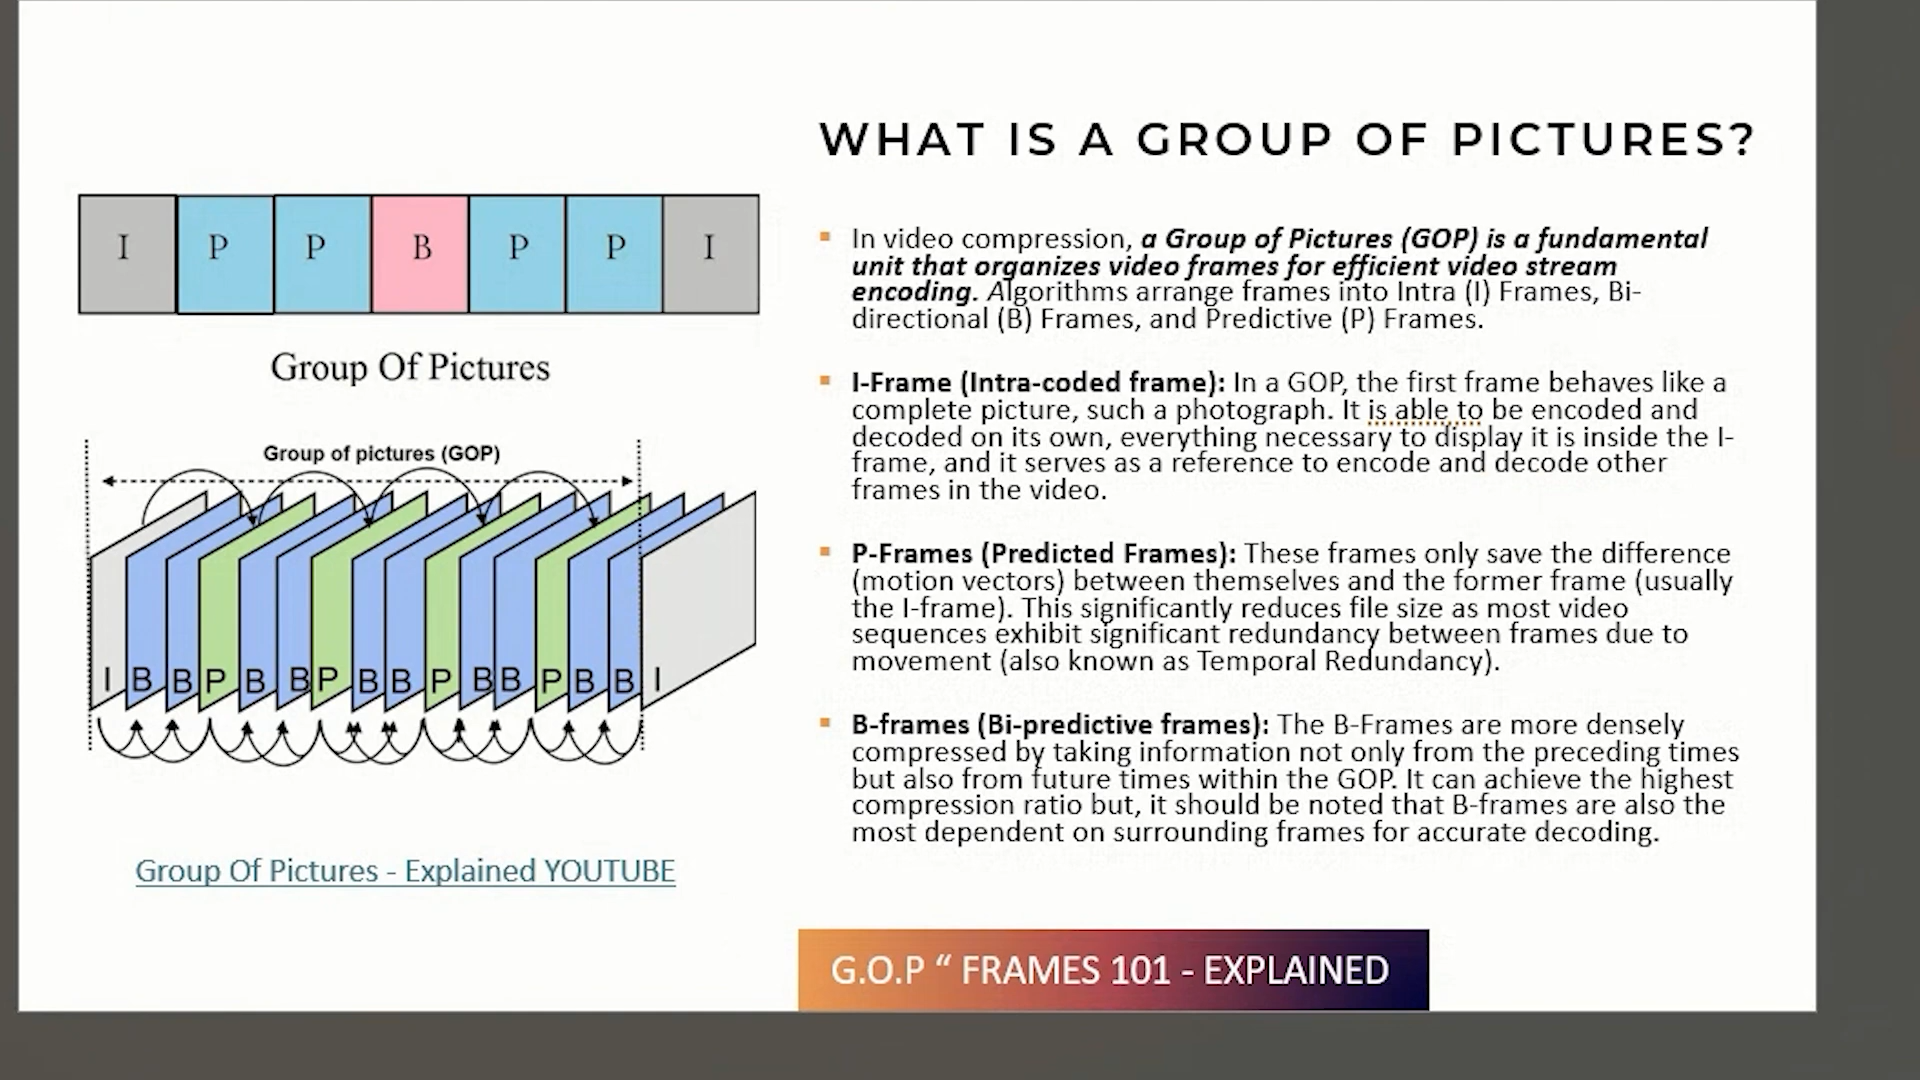 WHAT IS A GROUP OF PICTURES?
I P P B P P I
Group Of Pictures
Group of pictures (GOP)
I B B P B B P B B P B B P B B I
Group Of Pictures - Explained YOUTUBE
In video compression, a Group of Pictures (GOP) is a fundamental
unit that organizes video frames for efficient video stream
encoding. Algorithms arrange frames into Intra (I) Frames, Bi-
directional (B) Frames, and Predictive (P) Frames.
I-Frame (Intra-coded frame): In a GOP, the first frame behaves like a
complete picture, such a photograph. It is able to be encoded and
decoded on its own, everything necessary to display it is inside the I-
frame, and it serves as a reference to encode and decode other
frames in the video.
P-Frames (Predicted Frames): These frames only save the difference
(motion vectors) between themselves and the former frame (usually
the I-frame). This significantly reduces file size as most video
sequences exhibit significant redundancy between frames due to
movement (also known as Temporal Redundancy).
B-frames (Bi-predictive frames): The B-Frames are more densely
compressed by taking information not only from the preceding times
but also from future times within the GOP. It can achieve the highest
compression ratio but, it should be noted that B-frames are also the
most dependent on surrounding frames for accurate decoding.
G.O.P “ FRAMES 101 - EXPLAINED